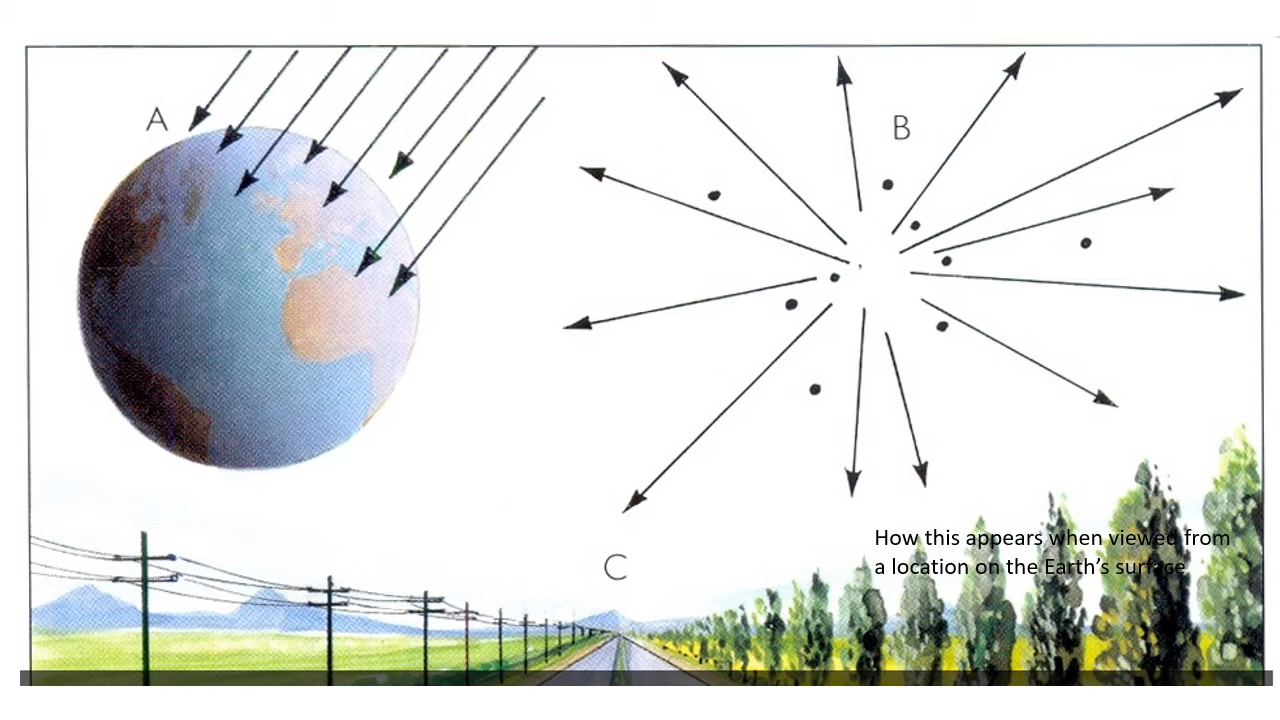 A
B
C
How this appears when viewed from
a location on the Earth’s surface